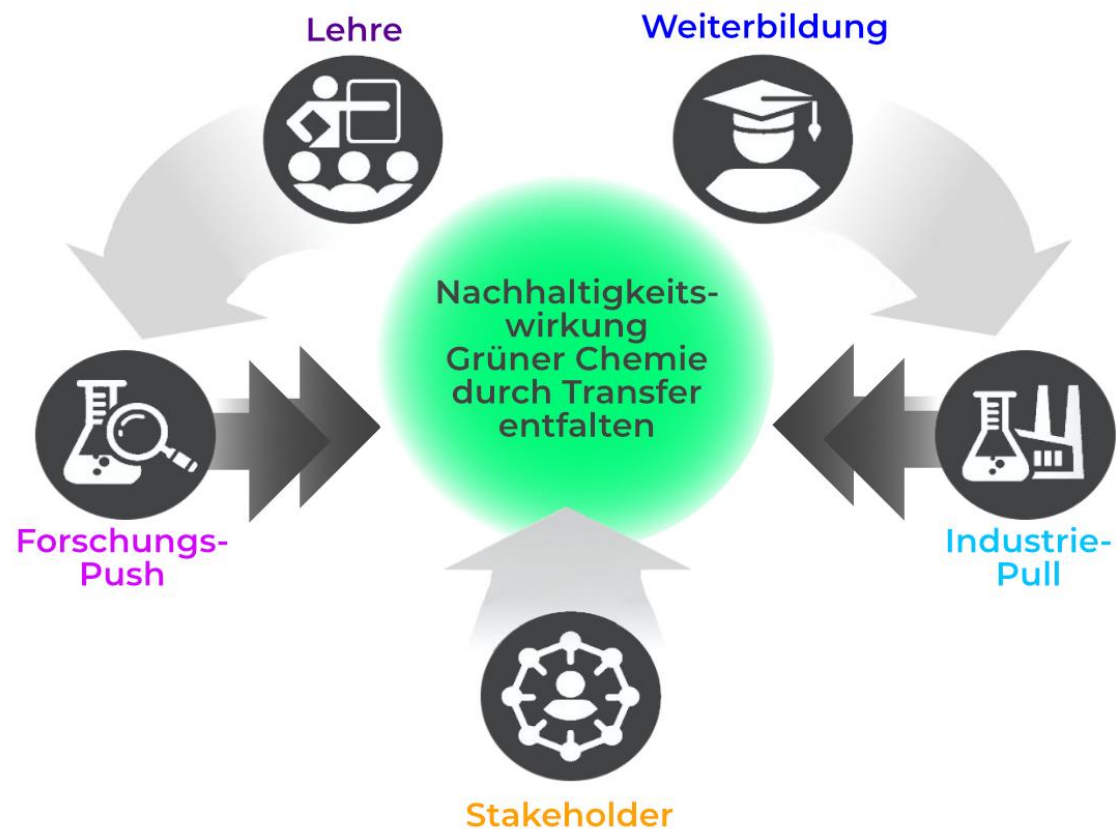 Lehre
Weiterbildung
Nachhaltigkeits-
wirkung
Grüner Chemie
durch Transfer
entfalten
Forschungs-
Push
Industrie-
Pull
Stakeholder